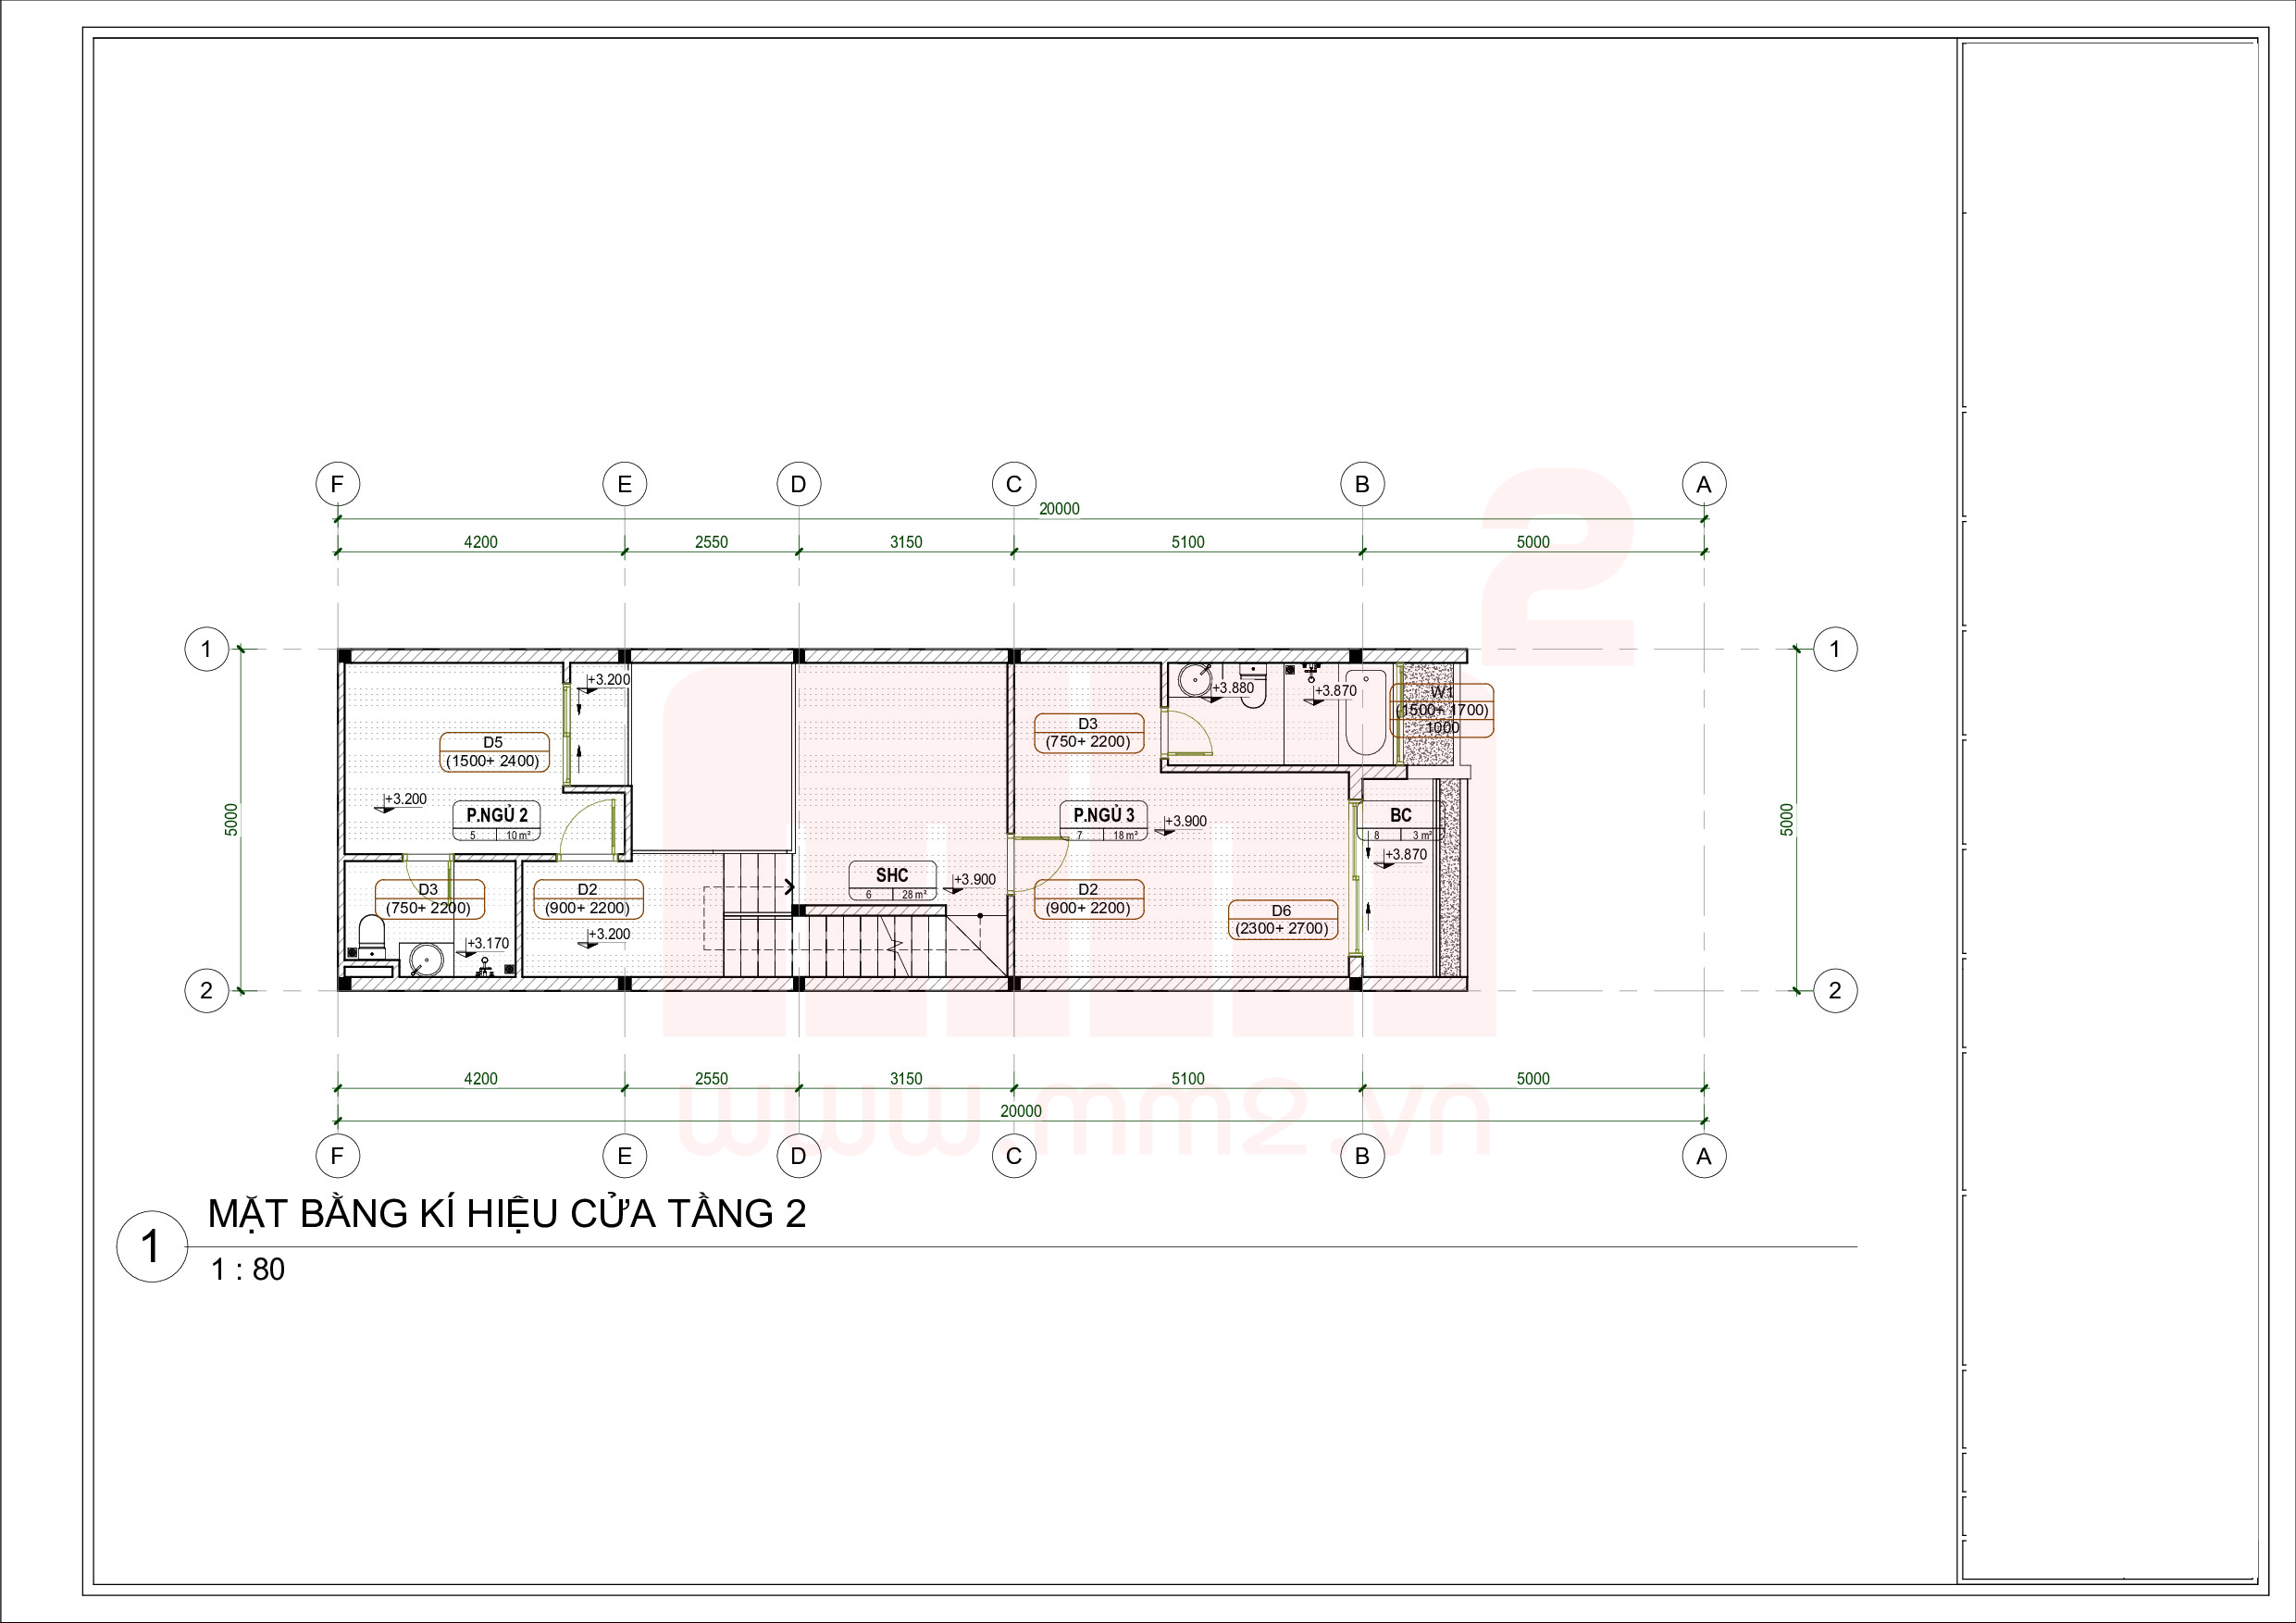 F E D C B A
20000
4200 2550 3150 5100 5000
2
1 1
+3.200
+3.880
+3.870
W1
(1500+ 1700)
1000
D3
(750+ 2200)
D5
(1500+ 2400)
+3.200
P.NGỦ 2
5 10 m²
P.NGỦ 3
7 18 m²
+3.900
BC
8 3 m²
+3.870
5000
5000
SHC
6 28 m²
+3.900
D3
(750+ 2200)
D2
(900+ 2200)
D2
(900+ 2200)
D6
(2300+ 2700)
+3.170
+3.200
2 2
4200 2550 3150 5100 5000
20000
www.mm2.vn
F E D C B A
1
MẶT BẰNG KÍ HIỆU CỬA TẦNG 2
1 : 80